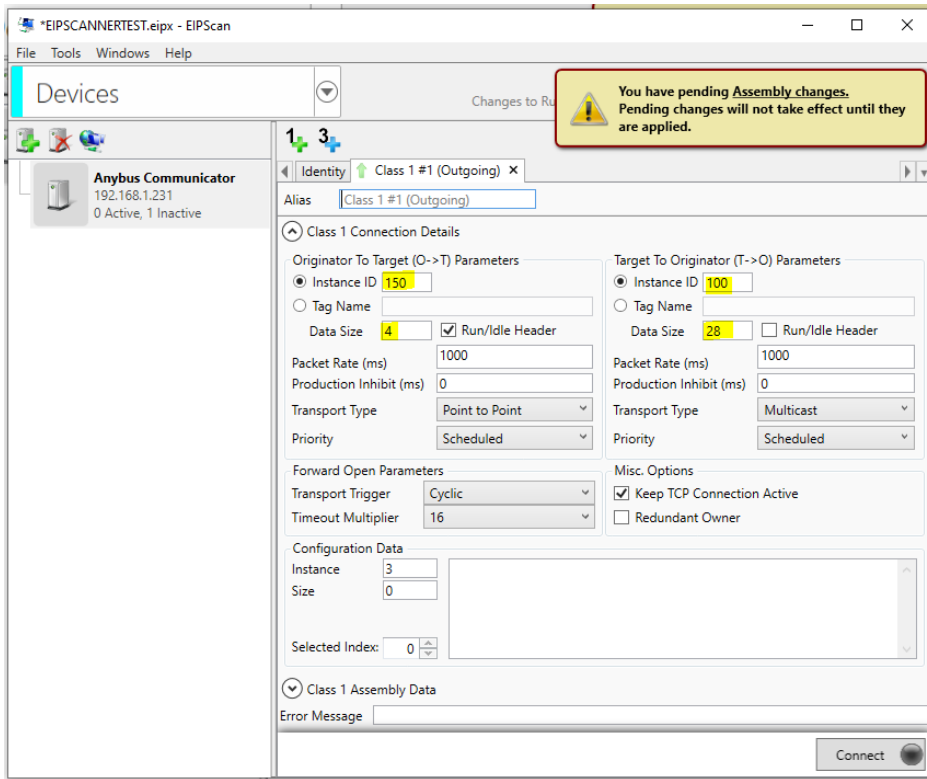 *EIPSCANNERTEST.eipx - EIPScan
File Tools Windows Help
Devices
Changes to Ru
You have pending Assembly changes.
Pending changes will not take effect until they
are applied.
1 3
Anybus Communicator
192.168.1.231
0 Active, 1 Inactive
Identity Class 1 #1 (Outgoing)
Alias Class 1 #1 (Outgoing)
Class 1 Connection Details
Originator To Target (O->T) Parameters
Instance ID 150
Tag Name
Data Size 4 Run/Idle Header
Packet Rate (ms) 1000
Production Inhibit (ms) 0
Transport Type Point to Point
Priority Scheduled
Target To Originator (T->O) Parameters
Instance ID 100
Tag Name
Data Size 28 Run/Idle Header
Packet Rate (ms) 1000
Production Inhibit (ms) 0
Transport Type Multicast
Priority Scheduled
Forward Open Parameters
Transport Trigger Cyclic
Timeout Multiplier 16
Misc. Options
Keep TCP Connection Active
Redundant Owner
Configuration Data
Instance 3
Size 0
Selected Index: 0
Class 1 Assembly Data
Error Message
Connect